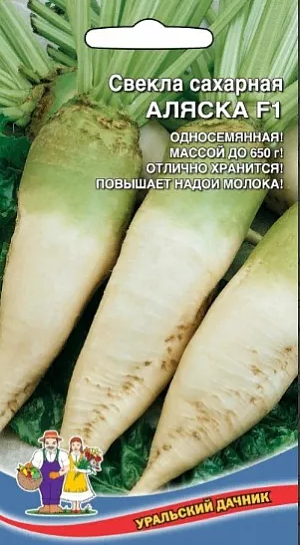 Свекла сахарная
АЛЯСКА F1
ОДНОСЕМЯННАЯ!
МАССОЙ ДО 650 г!
ОТЛИЧНО ХРАНИТСЯ!
ПОВЫШАЕТ НАДОИ МОЛОКА!
УРАЛЬСКИЙ ДАЧНИК